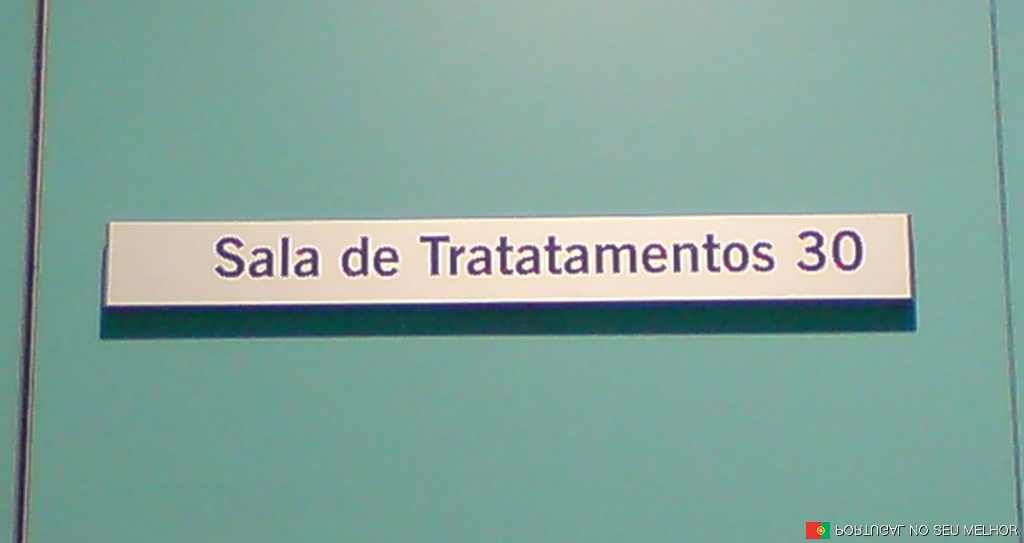 Sala de Tratatamentos 30
PORTUGAL NO SEU MELHOR